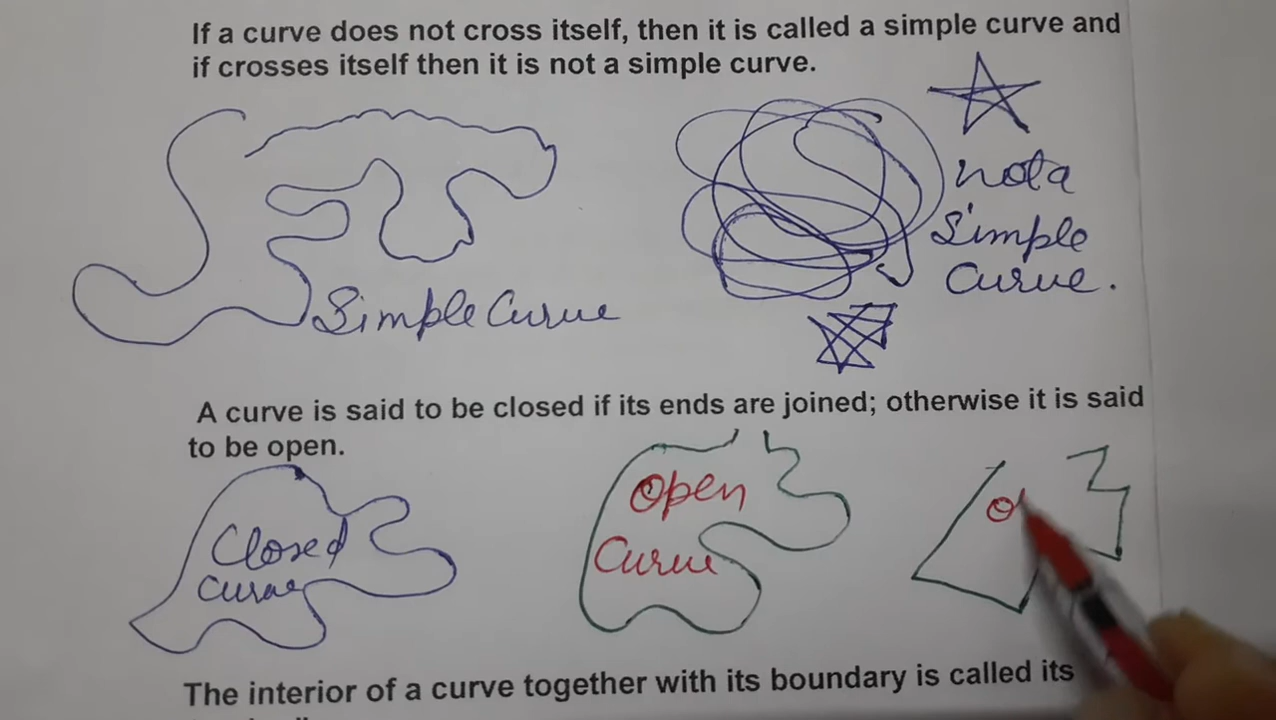 If a curve does not cross itself, then it is called a simple curve and
if crosses itself then it is not a simple curve.
Simple Curve
not a
Simple
Curve.
A curve is said to be closed if its ends are joined; otherwise it is said
to be open.
Closed
Curve
Open
Curve
The interior of a curve together with its boundary is called its